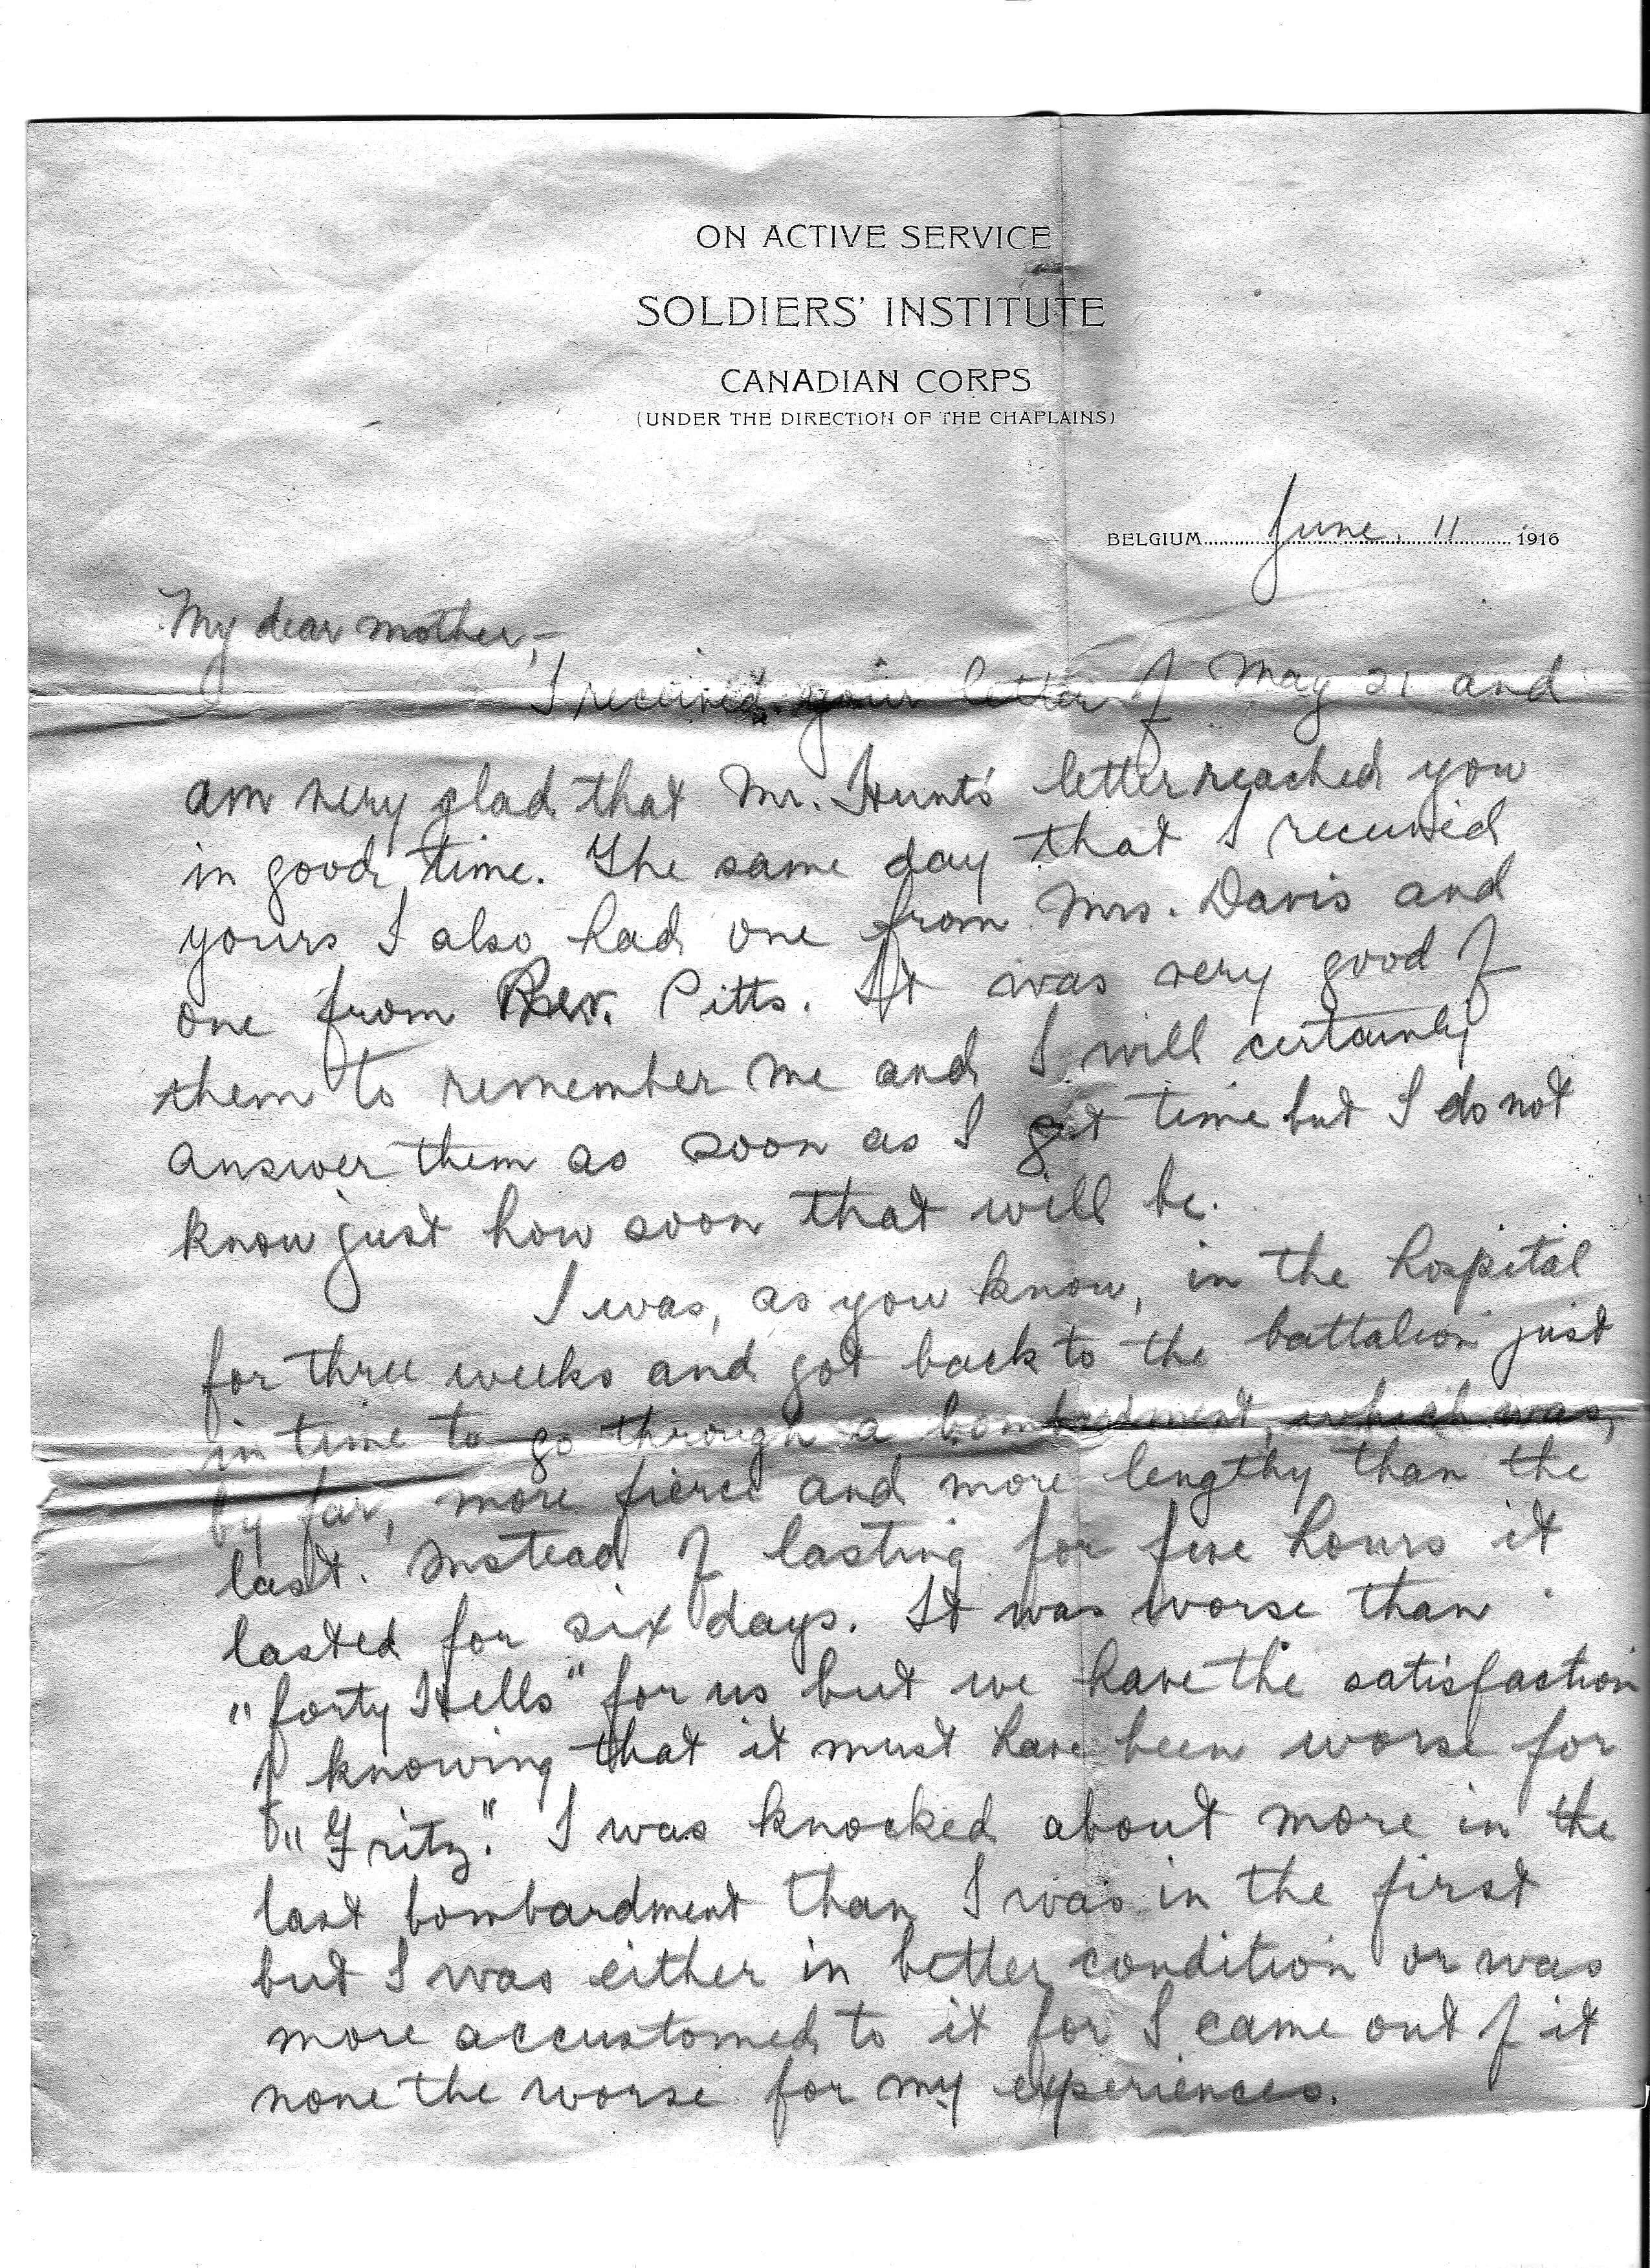 ON ACTIVE SERVICE
SOLDIERS' INSTITUTE
CANADIAN CORPS
(UNDER THE DIRECTION OF THE CHAPLAINS)
BELGIUM June 11 1916
My dear mother,-
I received your letter of May 21 and
am very glad that Mr. Hunt's letter reached you
in good time. The same day that I received
yours I also had one from Mrs. Davis and
one from Rev. Pitts. It was very good of
them to remember me and I will certainly
answer them as soon as I get time but I do not
know just how soon that will be.
I was, as you know, in the hospital
for three weeks and got back to the battalion just
in time to go through a bombardment, which was,
by far, more fierce and more lengthy than the
last. Instead of lasting for five hours it
lasted for six days. It was worse than
"forty Hells" for us but we have the satisfaction
of knowing that it must have been worse for
"Fritz." I was knocked about more in the
last bombardment than I was in the first
but I was either in better condition or was
more accustomed to it for I came out of it
none the worse for my experiences.